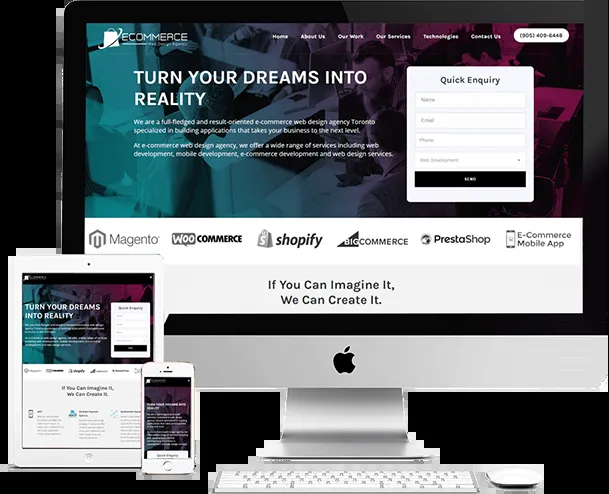 ECOMMERCE
Web Design Agency
Home About Us Our Work Our Services Technologies Contact Us (905) 409-6448
TURN YOUR DREAMS INTO
REALITY
We are a full-fledged and result-oriented e-commerce web design agency Toronto
specialized in building applications that takes your business to the next level.
At e-commerce web design agency, we offer a wide range of services including web
development, mobile development, e-commerce development and web design services.
Quick Enquiry
Name
Email
Phone
Web Development
SEND
Magento
WOO COMMERCE
shopify
BIGCOMMERCE
PrestaShop
E-Commerce
Mobile App
If You Can Imagine It,
We Can Create It.
ECOMMERCE
TURN YOUR DREAMS
INTO REALITY
Quick Enquiry
If You Can Imagine It,
We Can Create It.
TURN YOUR DREAMS INTO
REALITY